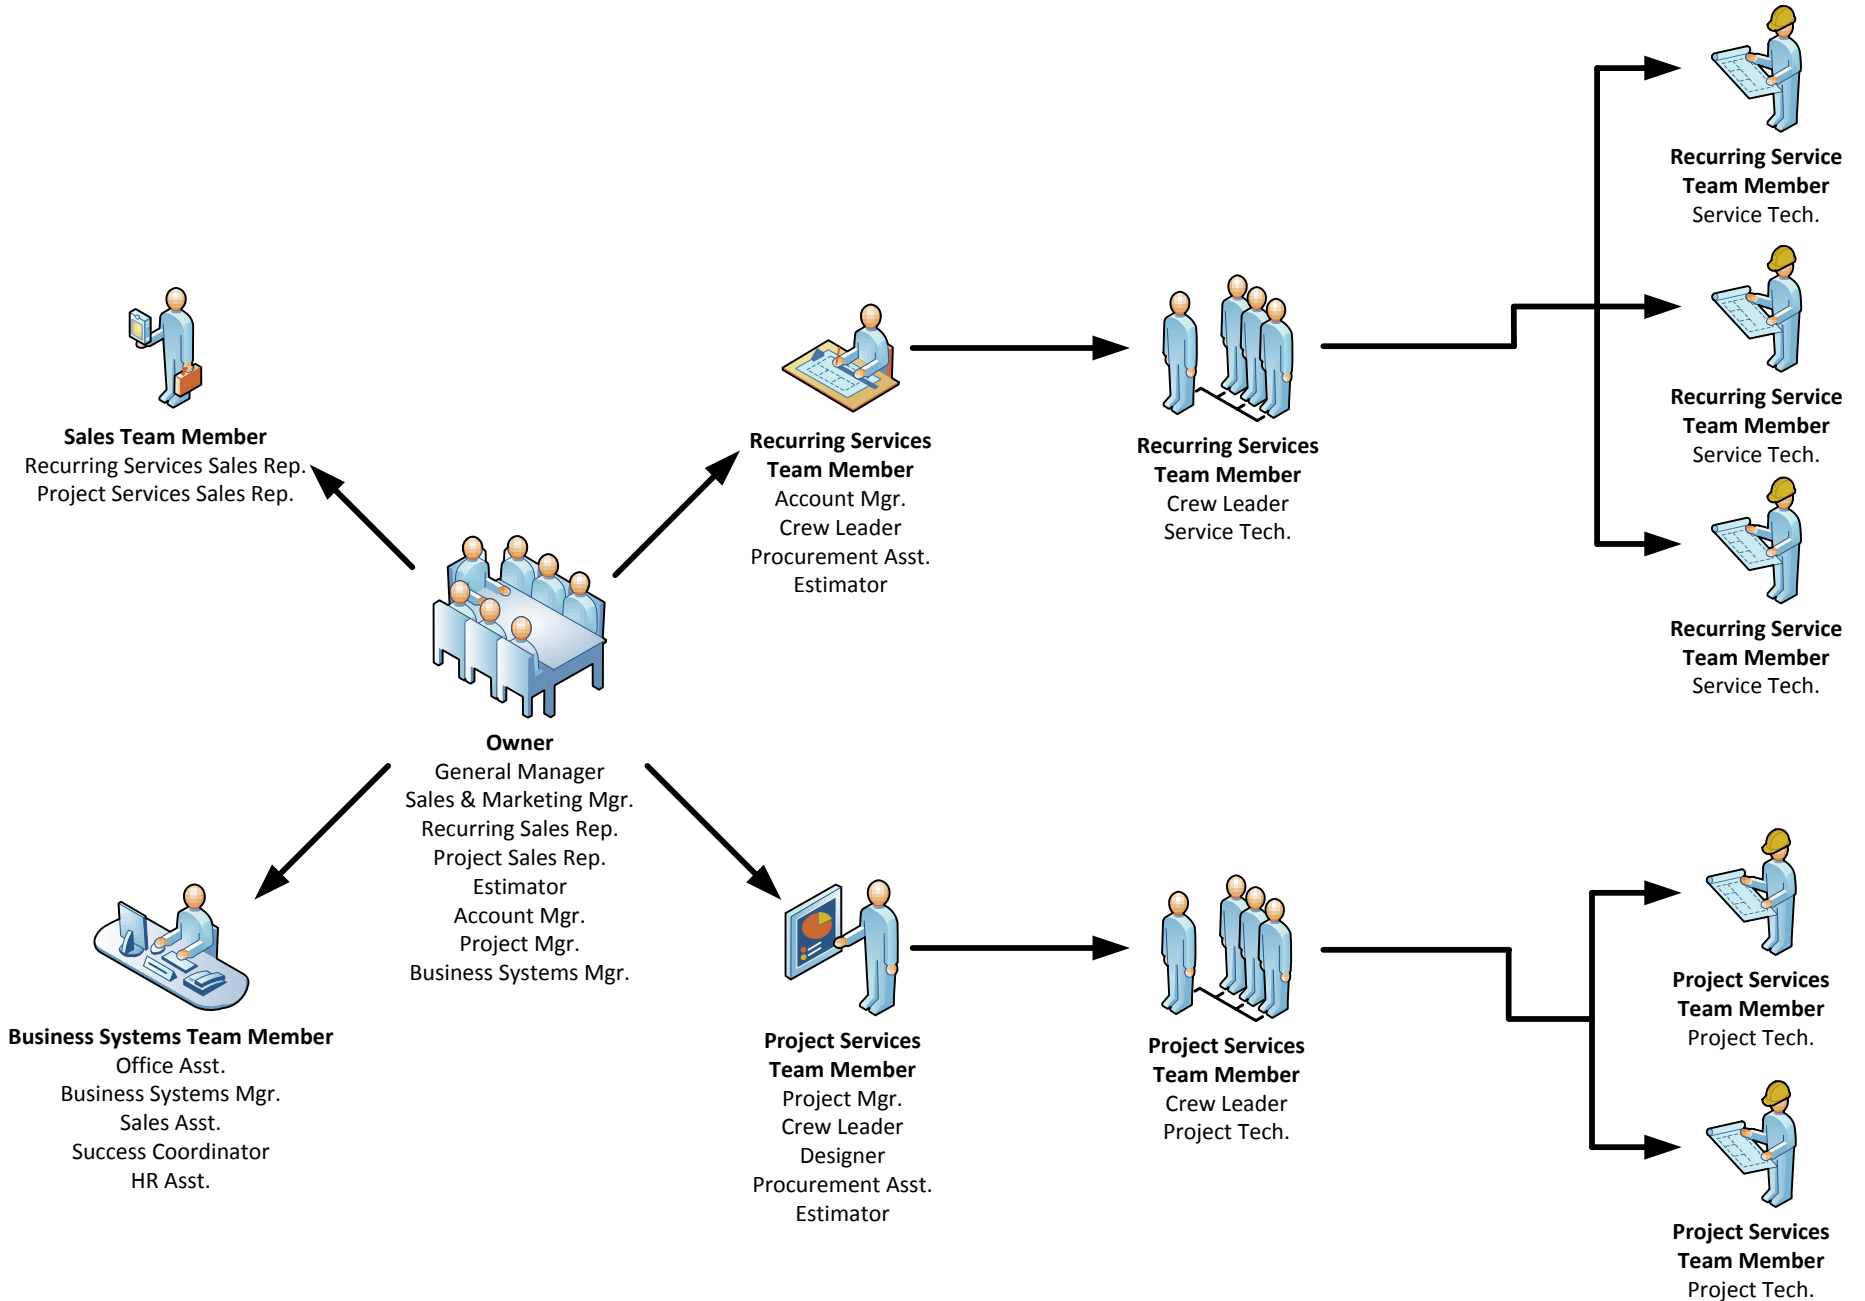 Recurring Service
Team Member
Service Tech.
Recurring Service
Team Member
Service Tech.
Recurring Service
Team Member
Service Tech.
Sales Team Member
Recurring Services Sales Rep.
Project Services Sales Rep.
Recurring Services
Team Member
Account Mgr.
Crew Leader
Procurement Asst.
Estimator
Recurring Services
Team Member
Crew Leader
Service Tech.
Owner
General Manager
Sales & Marketing Mgr.
Recurring Sales Rep.
Project Sales Rep.
Estimator
Account Mgr.
Project Mgr.
Business Systems Mgr.
Business Systems Team Member
Office Asst.
Business Systems Mgr.
Sales Asst.
Success Coordinator
HR Asst.
Project Services
Team Member
Project Mgr.
Crew Leader
Designer
Procurement Asst.
Estimator
Project Services
Team Member
Crew Leader
Project Tech.
Project Services
Team Member
Project Tech.
Project Services
Team Member
Project Tech.